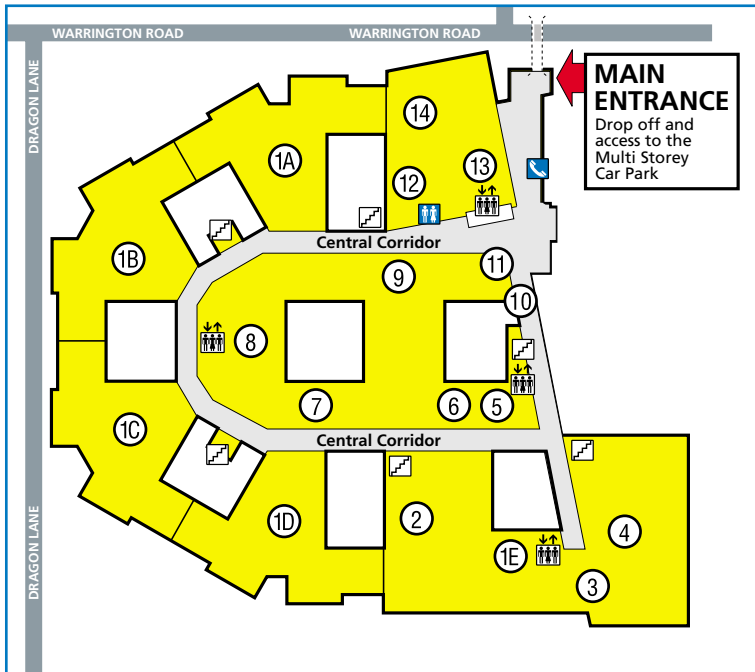 WARRINGTON ROAD
WARRINGTON ROAD
DRAGON LANE
MAIN
ENTRANCE
Drop off and
access to the
Multi Storey
Car Park
14
13
1A
12
Central Corridor
1B
11
9
10
8
7
6
5
1C
Central Corridor
2
1D
4
1E
3
DRAGON LANE